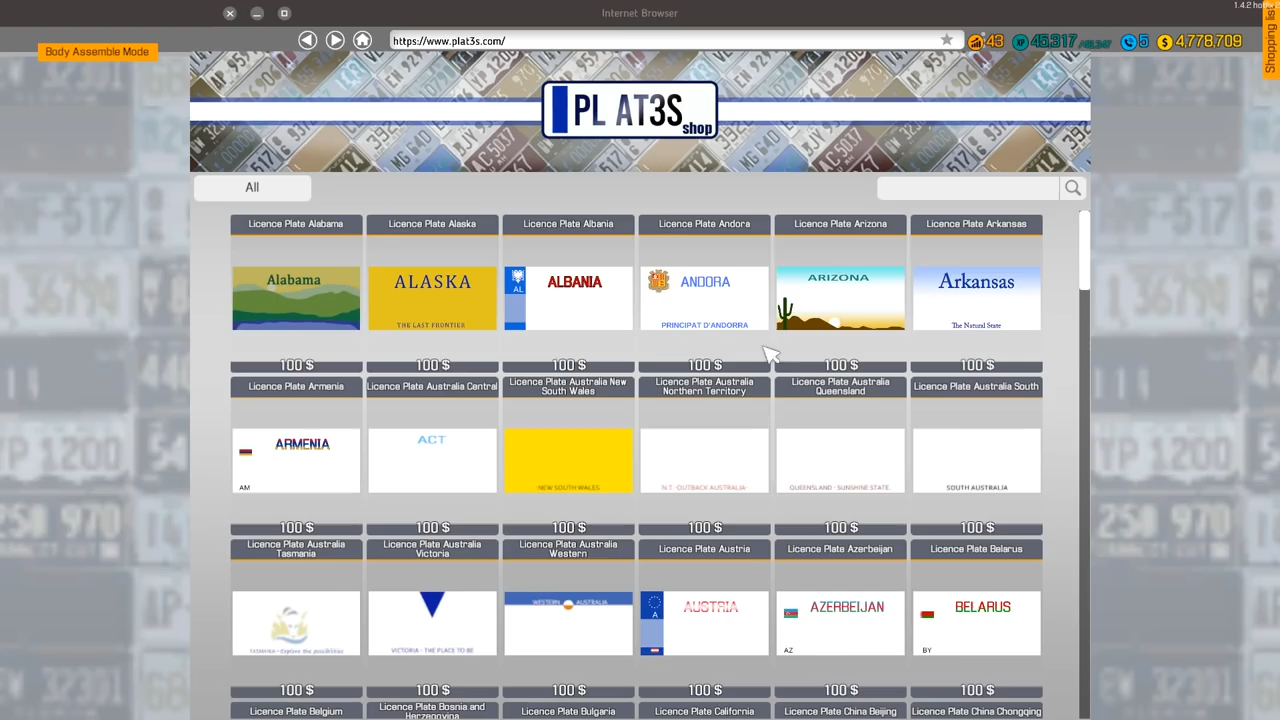 Internet Browser
1.4.2 hotfix
Body Assemble Mode
https://www.plat3s.com/
43
45,317
5
4,778,709
Shopping list
PL AT3S
shop
All
Licence Plate Alabama
Licence Plate Alaska
Licence Plate Albania
Licence Plate Andora
Licence Plate Arizona
Licence Plate Arkansas
Alabama
ALASKA
THE LAST FRONTIER
AL
ALBANIA
ANDORA
PRINCIPAT D'ANDORRA
ARIZONA
Arkansas
The Natural State
100 $
100 $
100 $
100 $
100 $
100 $
Licence Plate Armenia
Licence Plate Australia Central
Licence Plate Australia New
South Wales
Licence Plate Australia
Northern Territory
Licence Plate Australia
Queensland
Licence Plate Australia South
ARMENIA
AM
ACT
NEW SOUTH WALES
N.T. -OUTBACK AUSTRALIA-
QUEENSLAND - SUNSHINE STATE.
SOUTH AUSTRALIA
100 $
100 $
100 $
100 $
100 $
100 $
Licence Plate Australia
Tasmania
Licence Plate Australia
Victoria
Licence Plate Australia
Western
Licence Plate Austria
Licence Plate Azerbeijan
Licence Plate Belarus
TASMANIA - Explore the possibilities
VICTORIA - THE PLACE TO BE
WESTERN AUSTRALIA
A
AUSTRIA
AZERBEIJAN
AZ
BELARUS
BY
100 $
100 $
100 $
100 $
100 $
100 $
Licence Plate Belgium
Licence Plate Bosnia and
Herzegovina
Licence Plate Bulgaria
Licence Plate California
Licence Plate China Beijing
Licence Plate China Chongqing